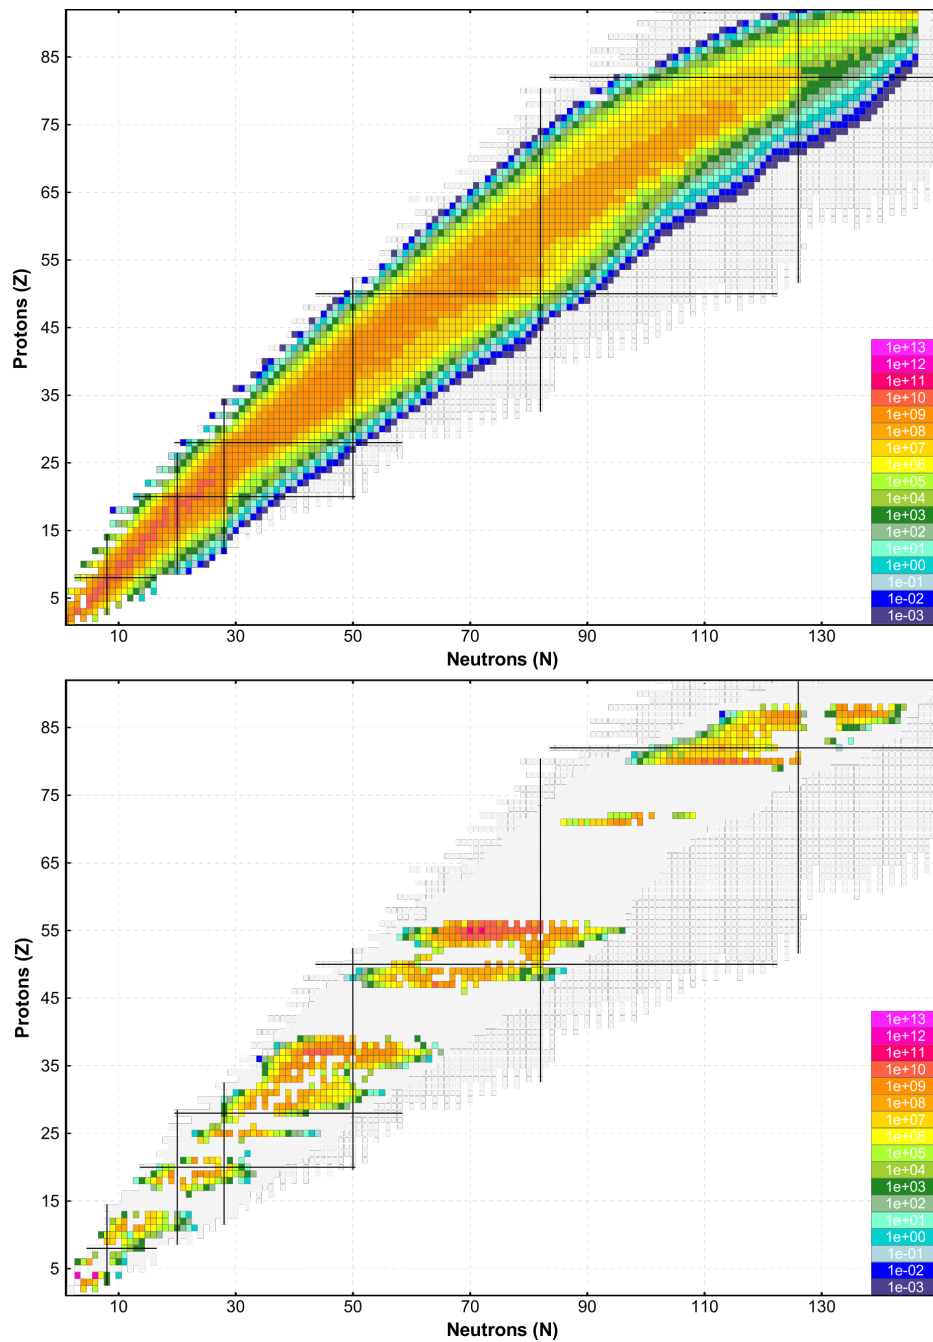 85
75
65
55
45
35
25
15
5
Protons (Z)
10 30 50 70 90 110 130
Neutrons (N)
1e+13
1e+12
1e+11
1e+10
1e+09
1e+08
1e+07
1e+06
1e+05
1e+04
1e+03
1e+02
1e+01
1e+00
1e-01
1e-02
1e-03
85
75
65
55
45
35
25
15
5
Protons (Z)
10 30 50 70 90 110 130
Neutrons (N)
1e+13
1e+12
1e+11
1e+10
1e+09
1e+08
1e+07
1e+06
1e+05
1e+04
1e+03
1e+02
1e+01
1e+00
1e-01
1e-02
1e-03